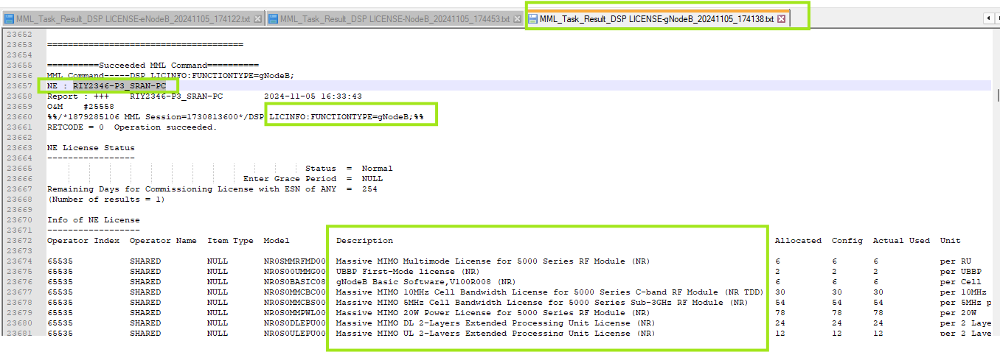 MML_Task_Result_DSP LICENSE-eNodeB_20241105_174122.txt MML_Task_Result_DSP LICENSE-NodeB_20241105_174453.txt MML_Task_Result_DSP LICENSE-gNodeB_20241105_174138.txt
23652
23653 ======================================
23654
23655 ==========Succeeded MML Command==========
23656 MML Command-----DSP LICINFO:FUNCTIONTYPE=gNodeB;
23657 NE : RIY2346-P3_SRAN-PC
23658 Report : +++ RIY2346-P3_SRAN-PC 2024-11-05 16:33:43
23659 O&M #25558
23660 %%/*1879285106 MML Session=1730813600*/DSP LICINFO:FUNCTIONTYPE=gNodeB;%%
23661 RETCODE = 0 Operation succeeded.
23662
23663 NE License Status
23664 -----------------
23665 Status = Normal
23666 Enter Grace Period = NULL
23667 Remaining Days for Commissioning License with ESN of ANY = 254
23668 (Number of results = 1)
23669
23670 Info of NE License
23671 ------------------
23672 Operator Index Operator Name Item Type Model Description Allocated Config Actual Used Unit
23673
23674 65535 SHARED NULL NR0SMMRFMD00 Massive MIMO Multimode License for 5000 Series RF Module (NR) 6 6 6 per RU
23675 65535 SHARED NULL NR0S00UMMG00 UBBP First-Mode license (NR) 2 2 2 per UBBP
23676 65535 SHARED NULL NR0S0BASIC08 gNodeB Basic Software,V100R008 (NR) 6 6 6 per Cell
23677 65535 SHARED NULL NR0S0MMCBC00 Massive MIMO 10MHz Cell Bandwidth License for 5000 Series C-band RF Module (NR TDD) 30 30 30 per 10MHz
23678 65535 SHARED NULL NR0S0MMCBS00 Massive MIMO 5MHz Cell Bandwidth License for 5000 Series Sub-3GHz RF Module (NR) 54 54 54 per 5MHz p
23679 65535 SHARED NULL NR0S0MMPWL00 Massive MIMO 20W Power License for 5000 Series RF Module (NR) 78 78 78 per 20W
23680 65535 SHARED NULL NR0S0DLEPU00 Massive MIMO DL 2-Layers Extended Processing Unit License (NR) 24 24 24 per 2 Laye
23681 65535 SHARED NULL NR0S0ULEPU00 Massive MIMO UL 2-Layers Extended Processing Unit License (NR) 12 12 12 per 2 Laye